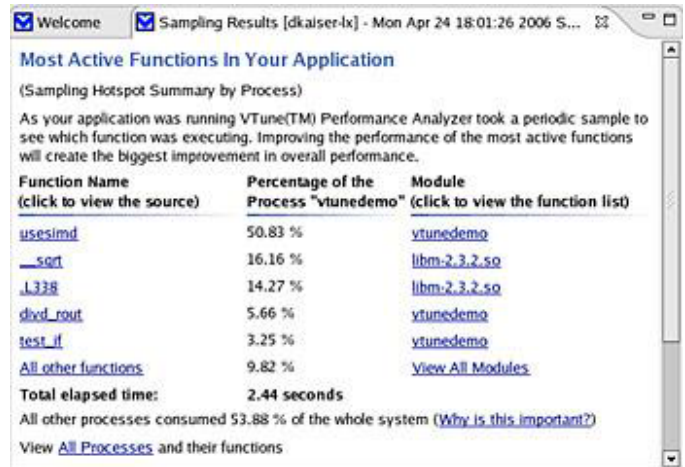 Welcome
Sampling Results [dkaiser-lx] - Mon Apr 24 18:01:26 2006 S...
Most Active Functions In Your Application
(Sampling Hotspot Summary by Process)
As your application was running VTune(TM) Performance Analyzer took a periodic sample to
see which function was executing. Improving the performance of the most active functions
will create the biggest improvement in overall performance.
Function Name Percentage of the Module
(click to view the source) Process "vtunedemo" (click to view the function list)
usesimd 50.83 % vtunedemo
__sqrt 16.16 % libm-2.3.2.so
.L338 14.27 % libm-2.3.2.so
divd_rout 5.66 % vtunedemo
test_if 3.25 % vtunedemo
All other functions 9.82 % View All Modules
Total elapsed time: 2.44 seconds
All other processes consumed 53.88 % of the whole system (Why is this important?)
View All Processes and their functions